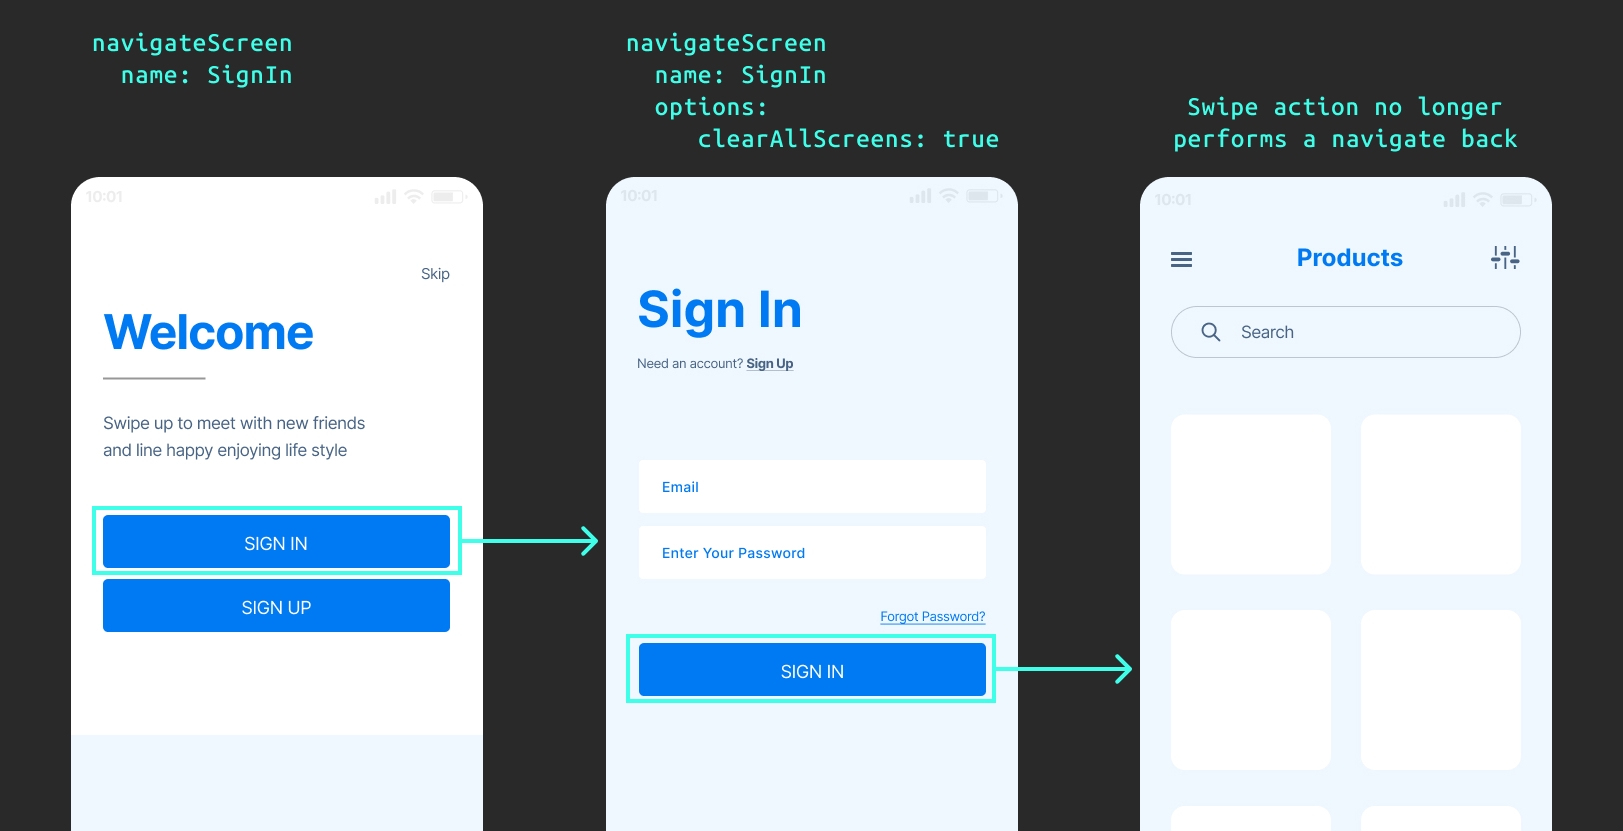 navigateScreen
name: SignIn
navigateScreen
name: SignIn
options:
clearAllScreens: true
Swipe action no longer
performs a navigate back
10:01
Skip
Welcome
Swipe up to meet with new friends
and line happy enjoying life style
SIGN IN
SIGN UP
10:01
Sign In
Need an account? Sign Up
Email
Enter Your Password
Forgot Password?
SIGN IN
10:01
Products
Search